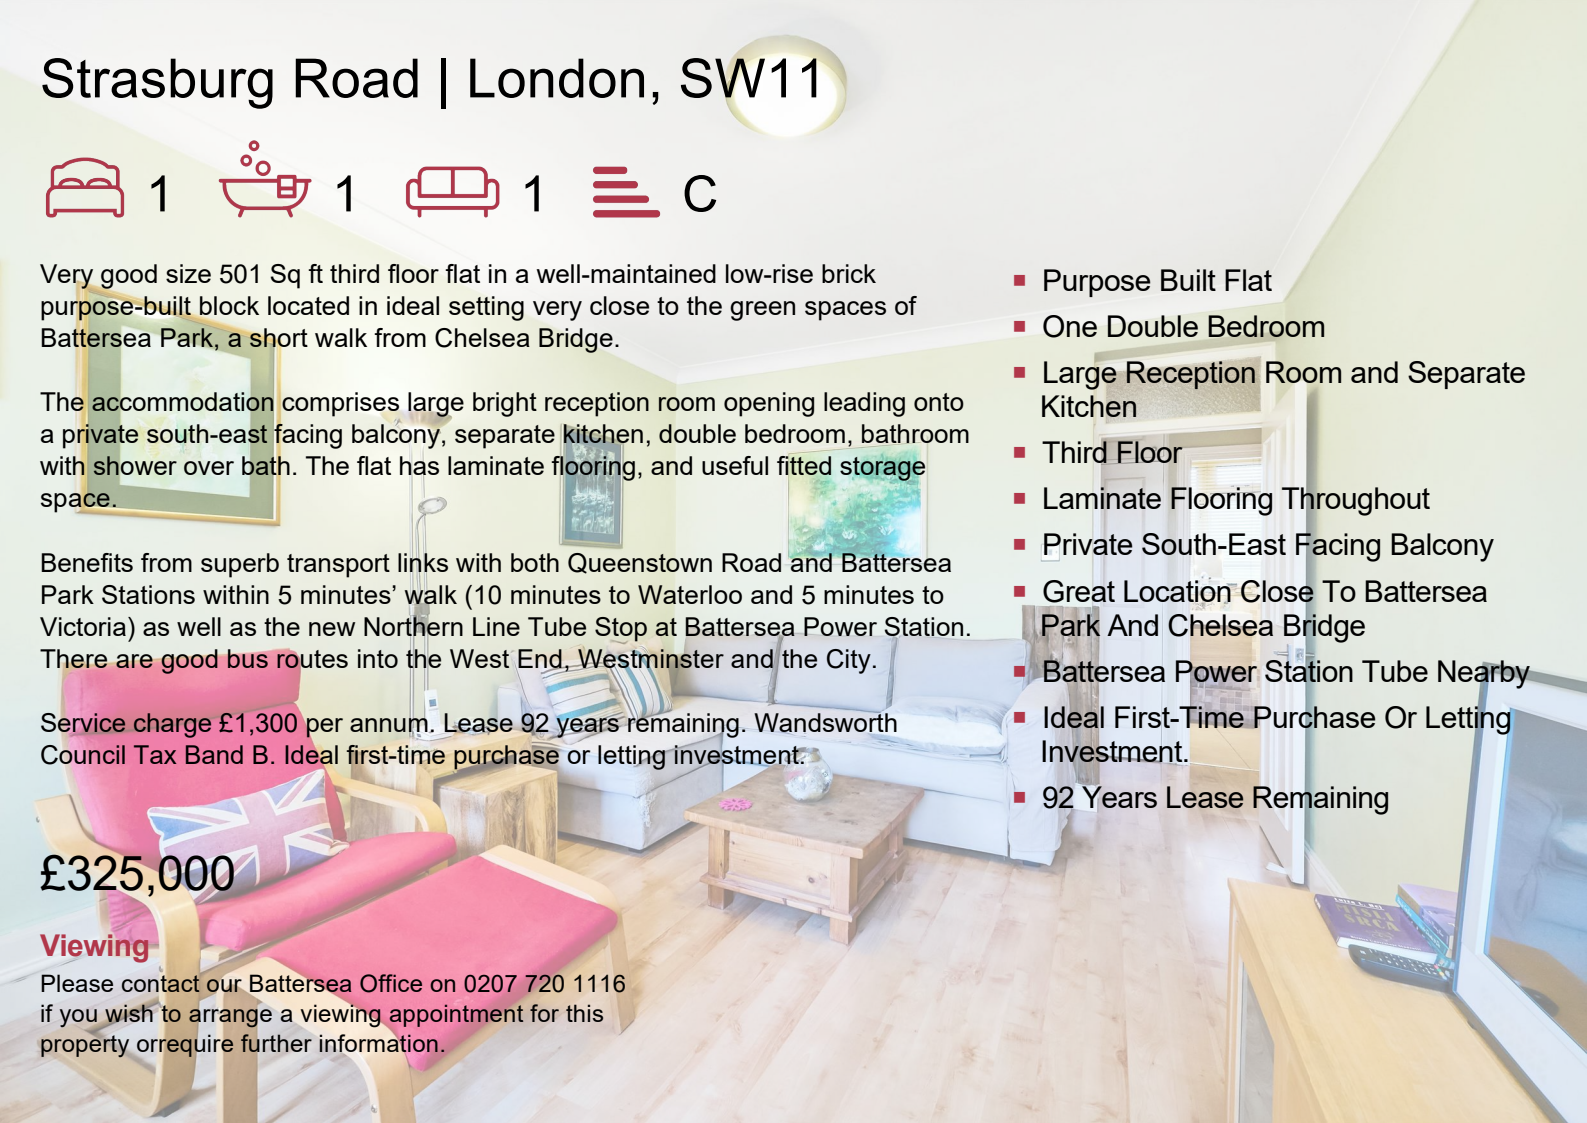 Strasburg Road | London, SW11
1 1 1 C
Very good size 501 Sq ft third floor flat in a well-maintained low-rise brick
purpose-built block located in ideal setting very close to the green spaces of
Battersea Park, a short walk from Chelsea Bridge.
The accommodation comprises large bright reception room opening leading onto
a private south-east facing balcony, separate kitchen, double bedroom, bathroom
with shower over bath. The flat has laminate flooring, and useful fitted storage
space.
Benefits from superb transport links with both Queenstown Road and Battersea
Park Stations within 5 minutes’ walk (10 minutes to Waterloo and 5 minutes to
Victoria) as well as the new Northern Line Tube Stop at Battersea Power Station.
There are good bus routes into the West End, Westminster and the City.
Service charge £1,300 per annum. Lease 92 years remaining. Wandsworth
Council Tax Band B. Ideal first-time purchase or letting investment.
£325,000
Viewing
Please contact our Battersea Office on 0207 720 1116
if you wish to arrange a viewing appointment for this
property orrequire further information.
Purpose Built Flat
One Double Bedroom
Large Reception Room and Separate
Kitchen
Third Floor
Laminate Flooring Throughout
Private South-East Facing Balcony
Great Location Close To Battersea
Park And Chelsea Bridge
Battersea Power Station Tube Nearby
Ideal First-Time Purchase Or Letting
Investment.
92 Years Lease Remaining